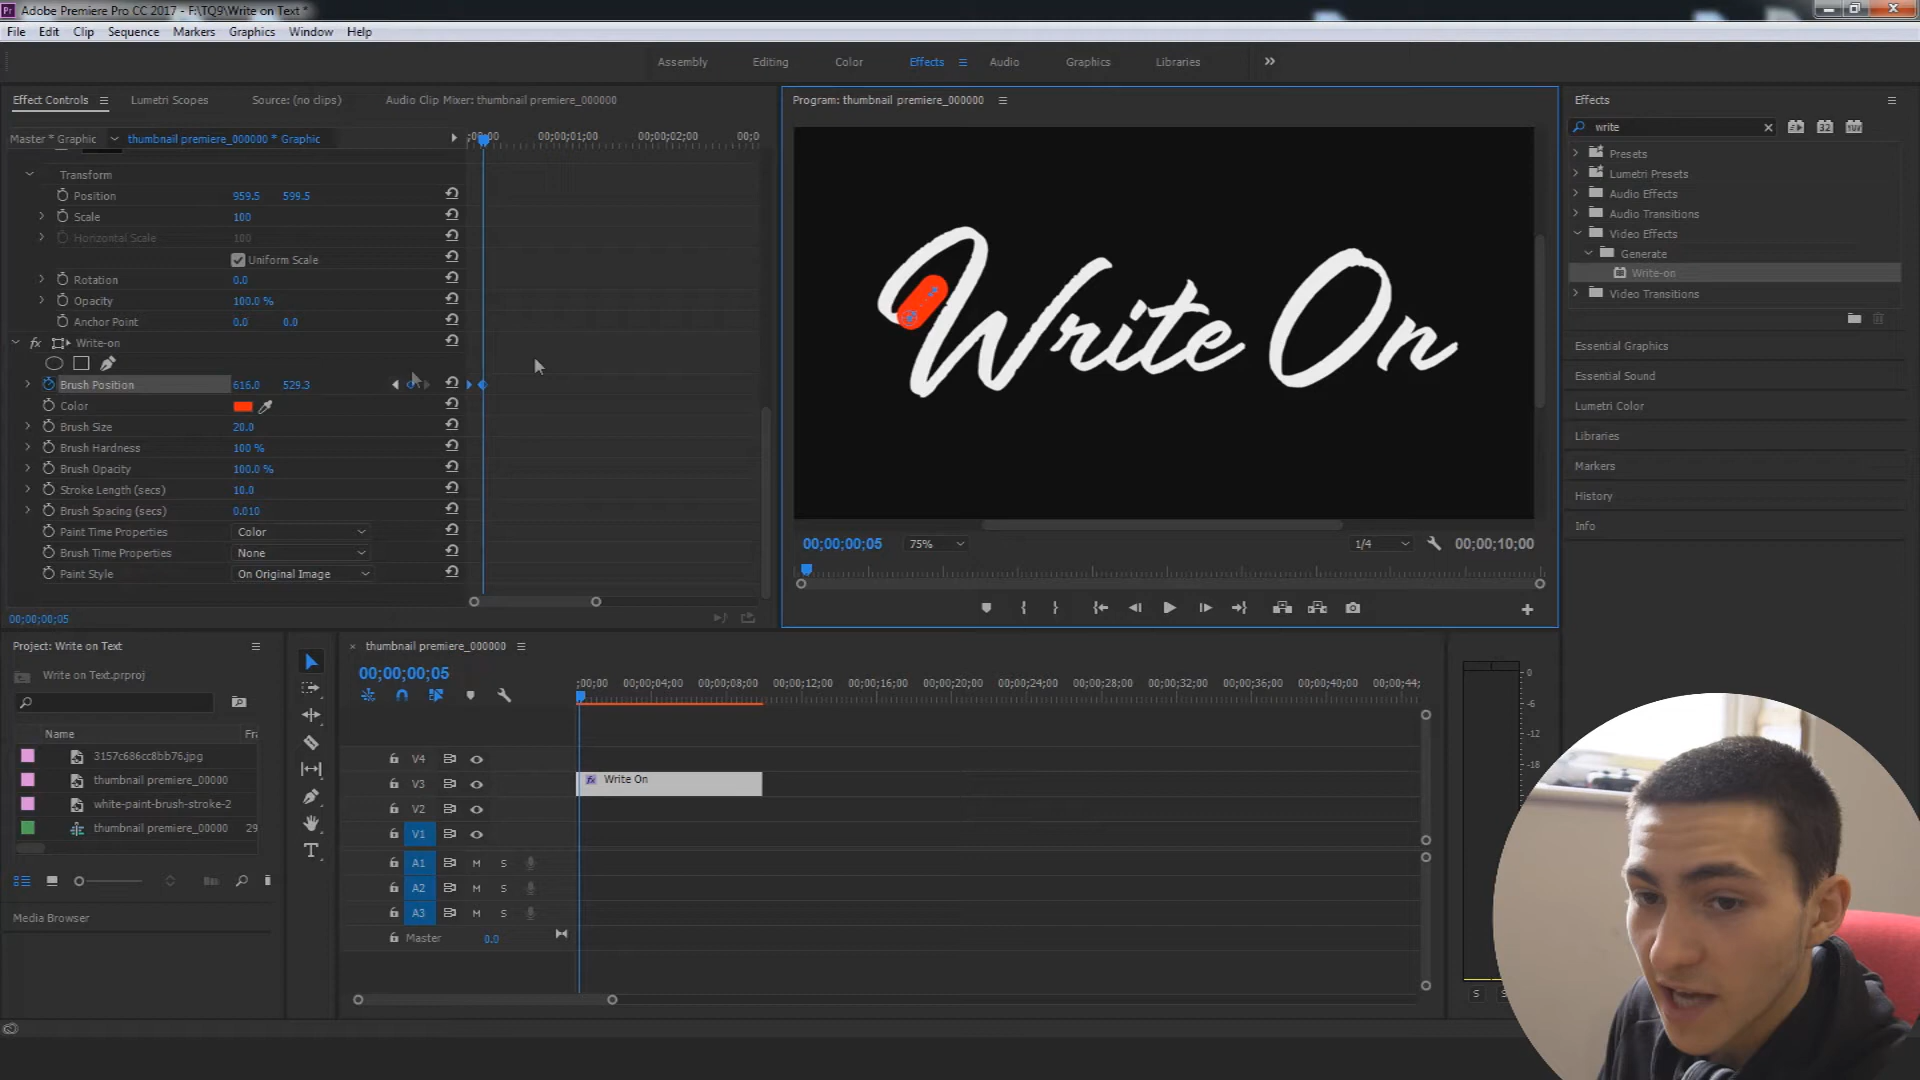 Adobe Premiere Pro CC 2017 - F:\TQ9\Write on Text *
File Edit Clip Sequence Markers Graphics Window Help
Assembly Editing Color Effects Audio Graphics Libraries
Effect Controls Lumetri Scopes Source: (no clips) Audio Clip Mixer: thumbnail premiere_000000
Master * Graphic thumbnail premiere_000000 * Graphic
;00;00 00;00;01;00 00;00;02;00 00;0
Transform
Position 959.5 599.5
Scale 100
Horizontal Scale 100
Uniform Scale
Rotation 0.0
Opacity 100.0 %
Anchor Point 0.0 0.0
fx Write-on
Brush Position 616.0 529.3
Color
Brush Size 20.0
Brush Hardness 100 %
Brush Opacity 100.0 %
Stroke Length (secs) 10.0
Brush Spacing (secs) 0.010
Paint Time Properties Color
Brush Time Properties None
Paint Style On Original Image
00;00;00;05
Program: thumbnail premiere_000000
Write On
00;00;00;05 75% 1/4 00;00;10;00
Effects
write
Presets
Lumetri Presets
Audio Effects
Audio Transitions
Video Effects
Generate
Write-on
Video Transitions
Essential Graphics
Essential Sound
Lumetri Color
Libraries
Markers
History
Info
Project: Write on Text
Write on Text.prproj
Name Fr
3157c686cc8bb76.jpg
thumbnail premiere_00000
white-paint-brush-stroke-2
thumbnail premiere_00000 29
Media Browser
thumbnail premiere_000000
00;00;00;05
;00;00 00;00;04;00 00;00;08;00 00;00;12;00 00;00;16;00 00;00;20;00 00;00;24;00 00;00;28;00 00;00;32;00 00;00;36;00 00;00;40;00 00;00;44;
V4
V3 fx Write On
V2
V1
A1 M S
A2 M S
A3 M S
Master 0.0
0
-6
-12
-18
S S